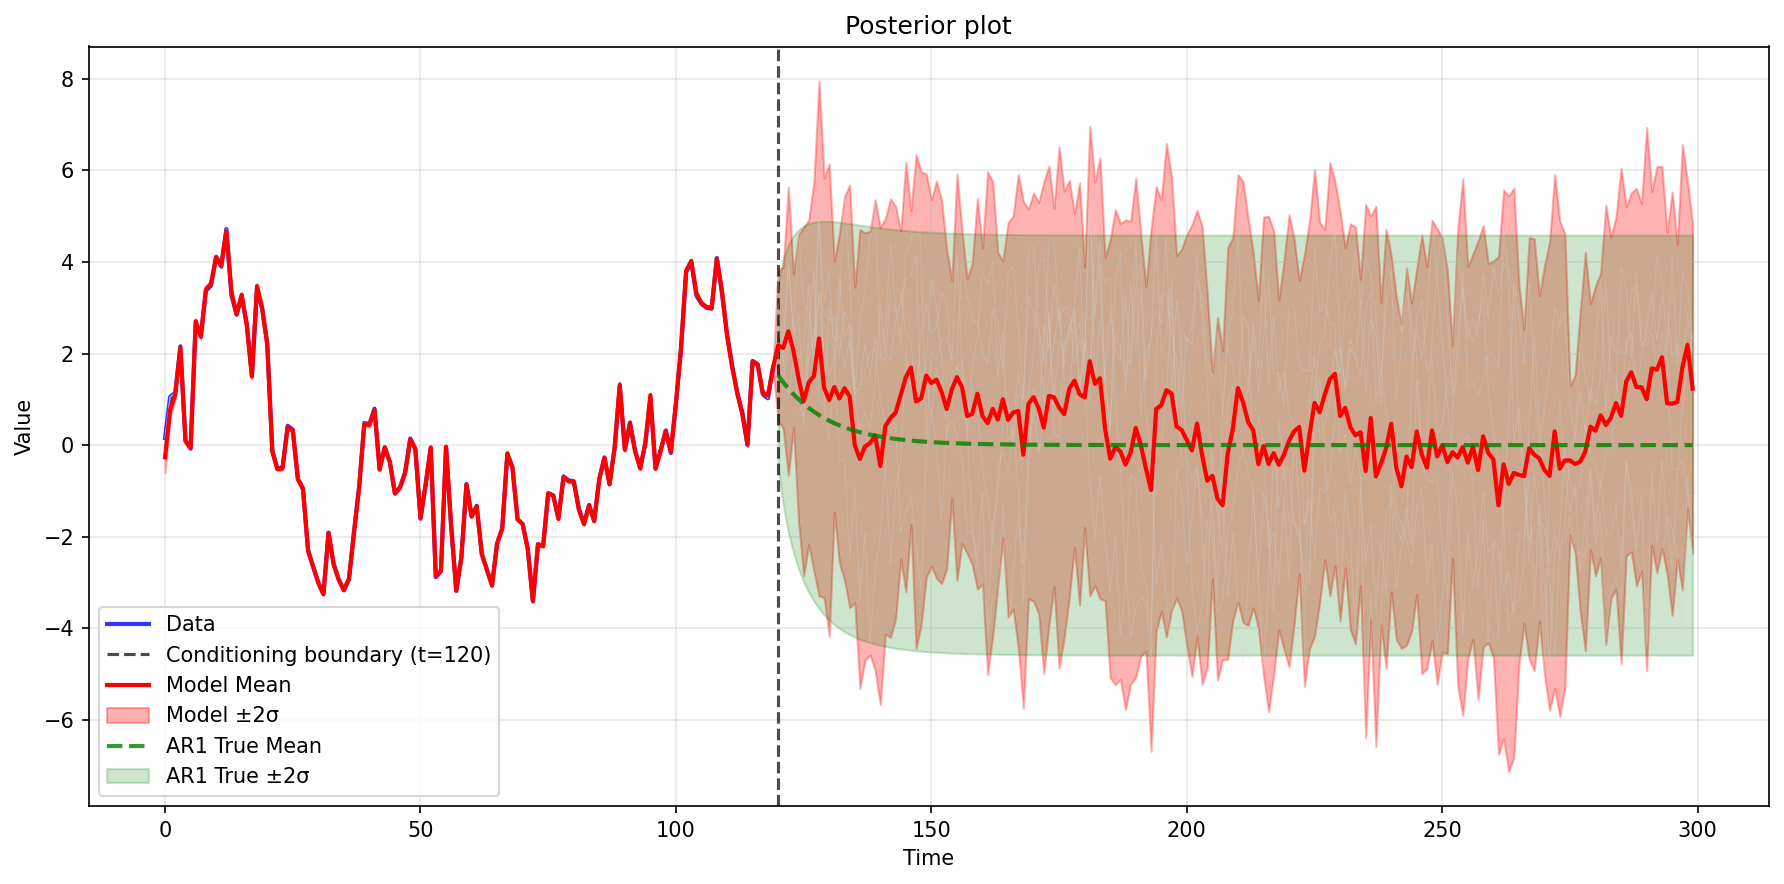 Posterior plot
Value
8
6
4
2
0
−2
−4
−6
Data
Conditioning boundary (t=120)
Model Mean
Model ±2σ
AR1 True Mean
AR1 True ±2σ
0 50 100 150 200 250 300
Time